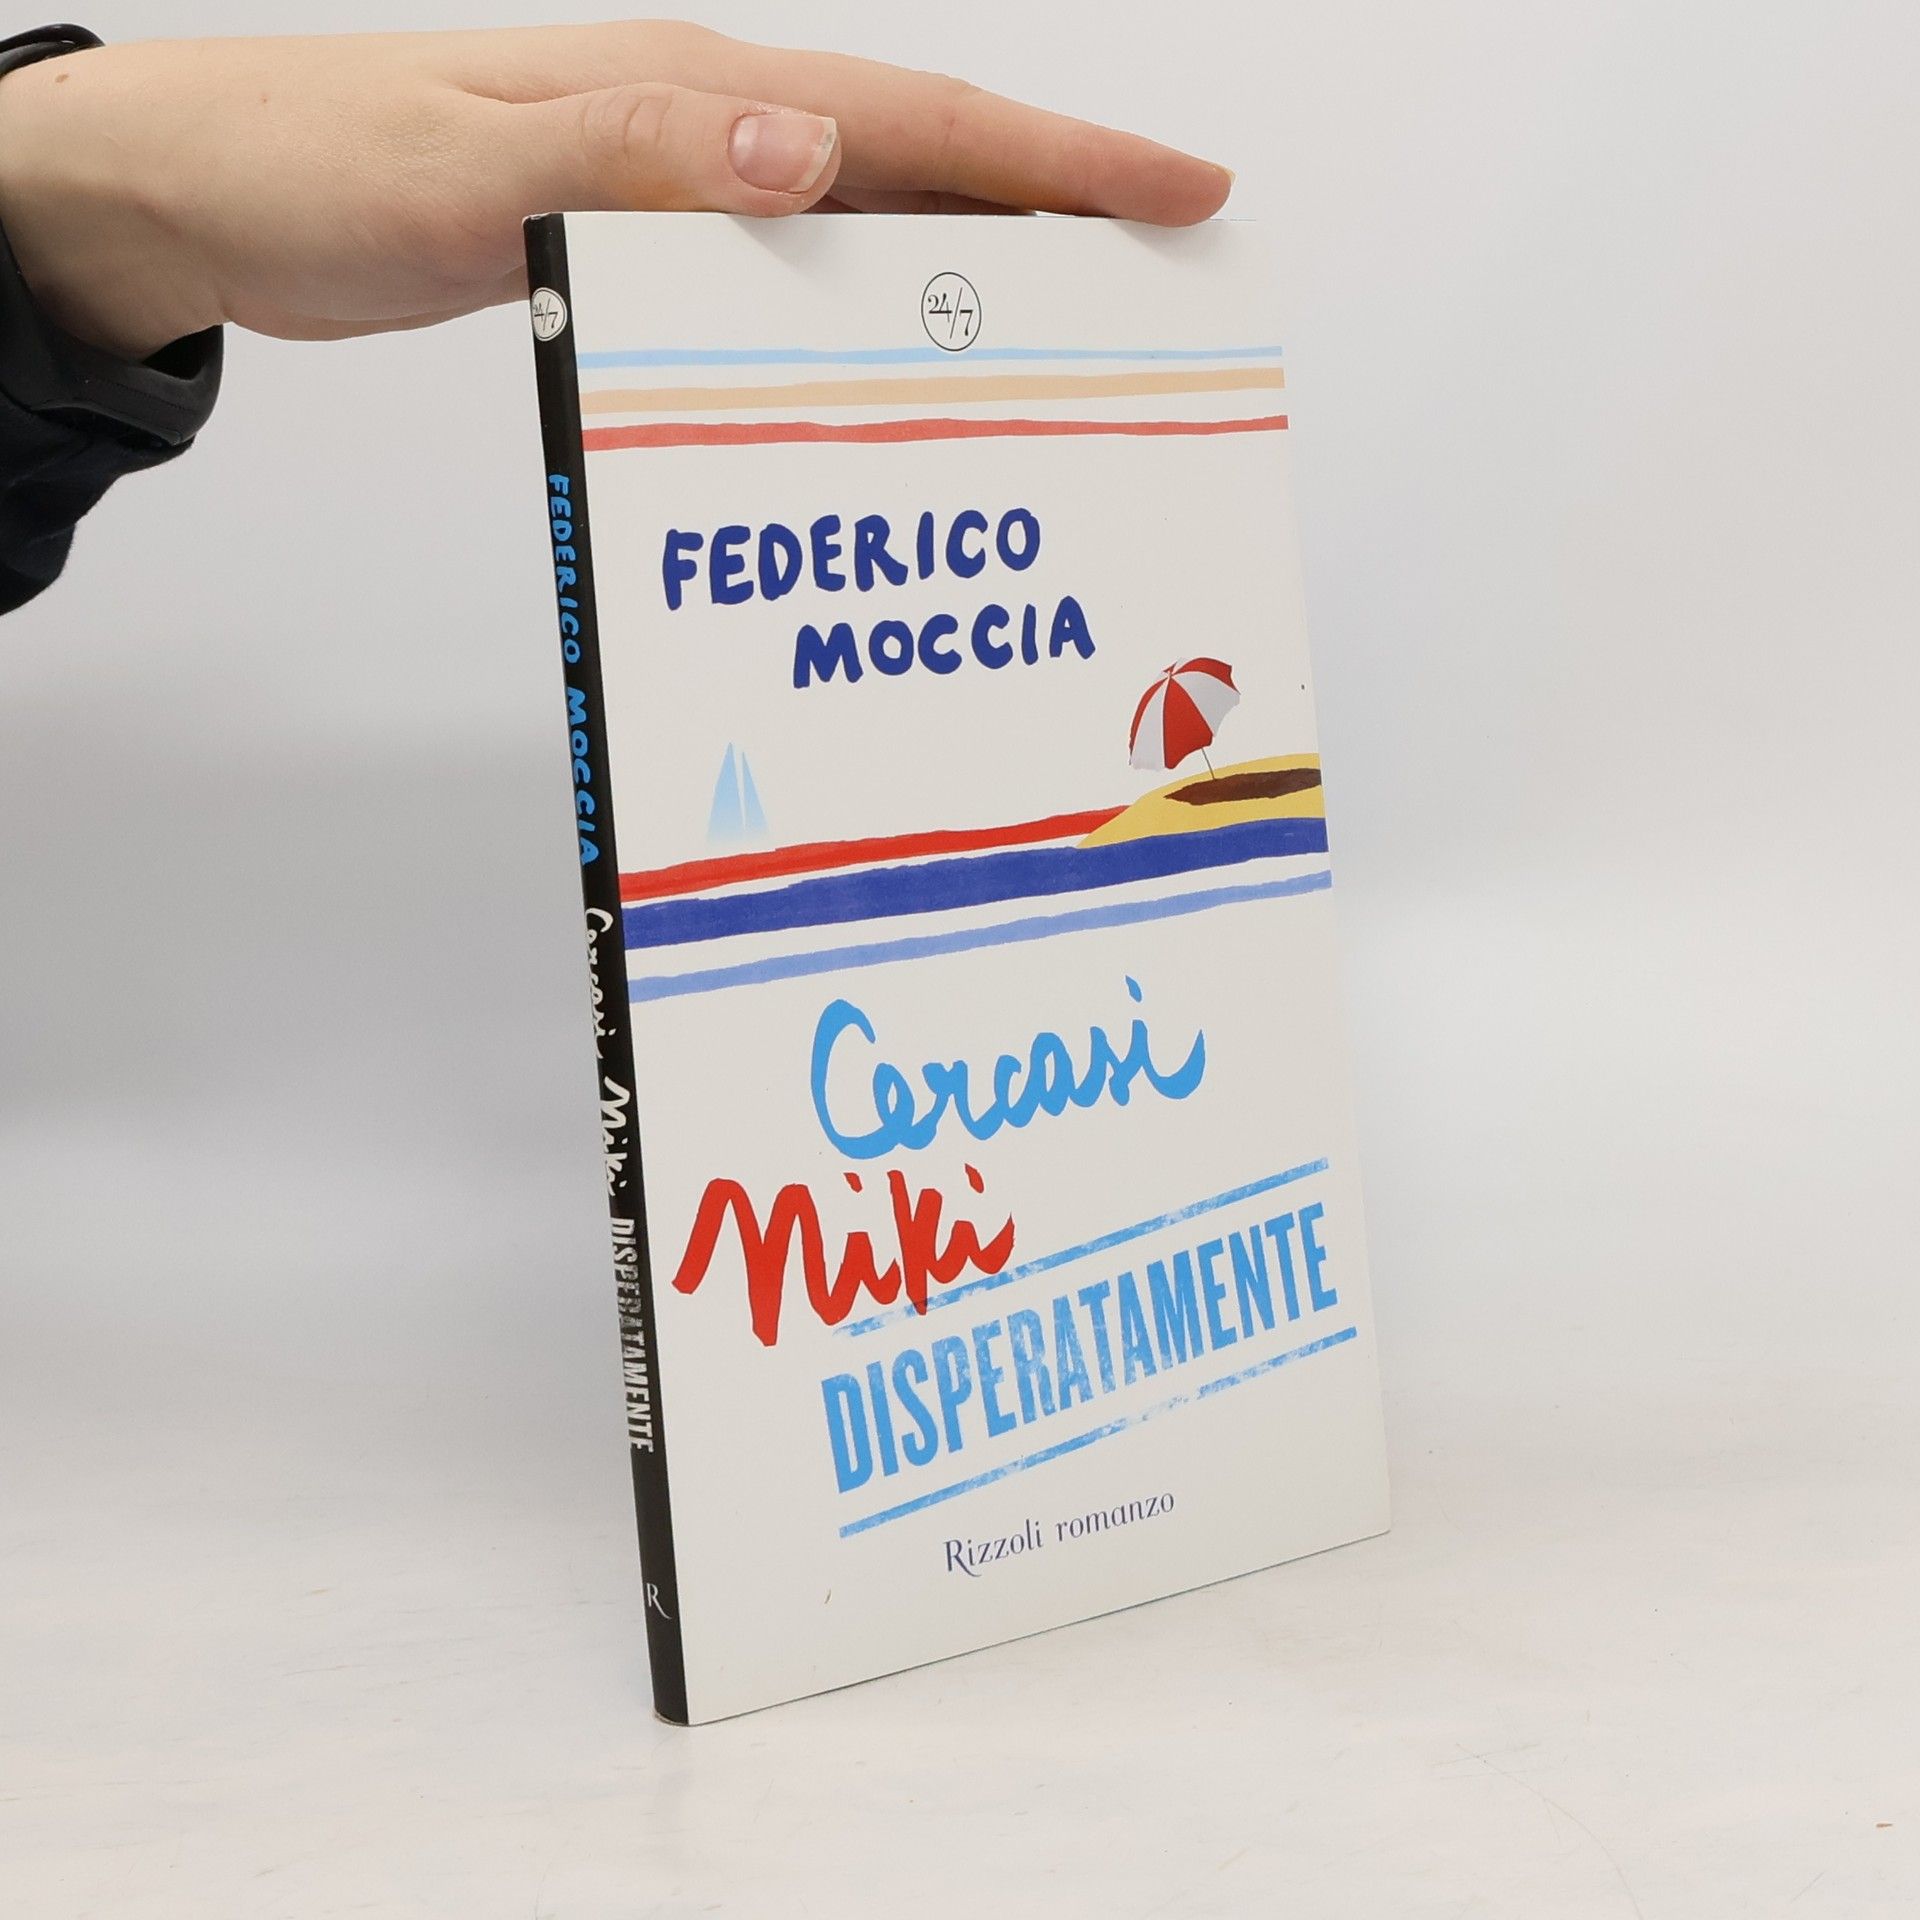 24/7
FEDERICO
MOCCIA
Cercasi
Niki
DISPERATAMENTE
Rizzoli romanzo
24/7
FEDERICO MOCCIA Cercasi Niki DISPERATAMENTE
R